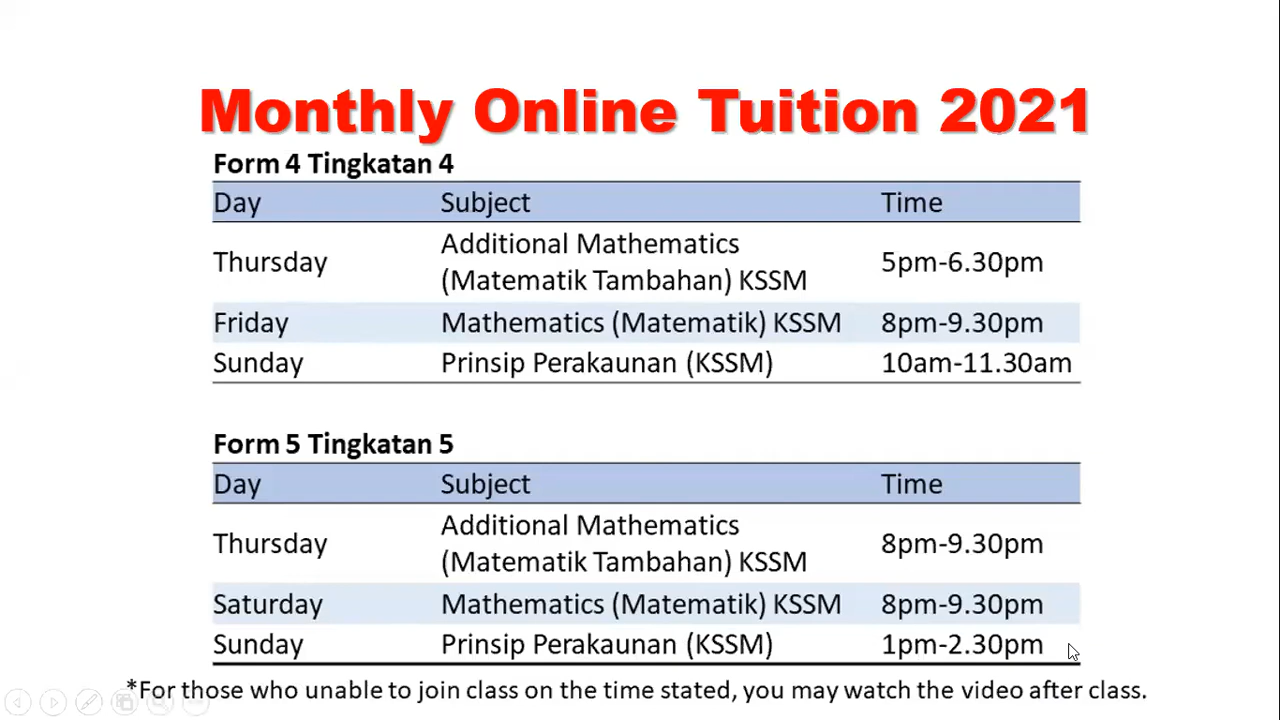 Monthly Online Tuition 2021
Form 4 Tingkatan 4
Day Subject Time
Thursday Additional Mathematics (Matematik Tambahan) KSSM 5pm-6.30pm
Friday Mathematics (Matematik) KSSM 8pm-9.30pm
Sunday Prinsip Perakaunan (KSSM) 10am-11.30am
Form 5 Tingkatan 5
Day Subject Time
Thursday Additional Mathematics (Matematik Tambahan) KSSM 8pm-9.30pm
Saturday Mathematics (Matematik) KSSM 8pm-9.30pm
Sunday Prinsip Perakaunan (KSSM) 1pm-2.30pm
*For those who unable to join class on the time stated, you may watch the video after class.